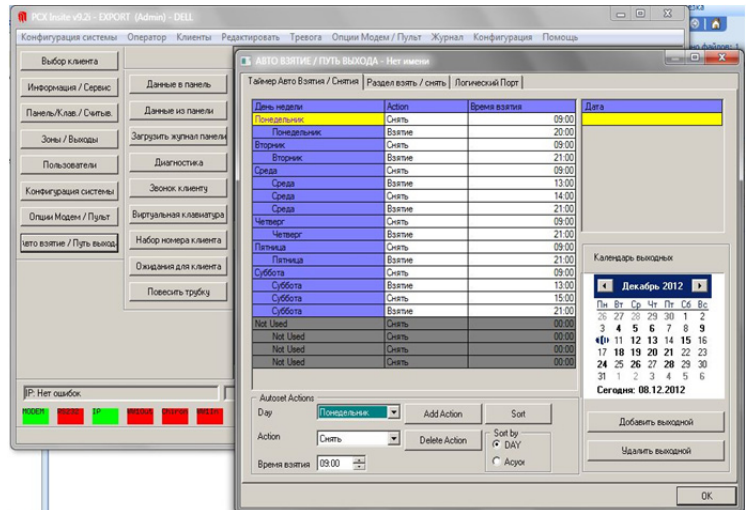 PCX Insite v9.2i - EXPORT (Admin) - DELL
Конфигурация системы Оператор Клиенты Редактировать Тревога Опции Модем / Пульт Журнал Конфигурация Помощь
Выбор клиента
Информация / Сервис
Панель/Клав./ Считыв.
Зоны / Выходы
Пользователи
Конфигурация системы
Опции Модем / Пульт
Авто взятие / Путь выход
Данные в панель
Данные из панели
Загрузить журнал панели
Диагностика
Звонок клиенту
Виртуальная клавиатура
Набор номера клиента
Ожидания для клиента
Повесить трубку
IP: Нет ошибок.
MODEM RS232 IP
АВТО ВЗЯТИЕ / ПУТЬ ВЫХОДА - Нет имени
Таймер Авто Взятия / Снятия Раздел взять / снять Логический Порт
День недели Action Время взятия
Понедельник Снять 09:00
Понедельник Взятие 20:00
Вторник Снять 09:00
Вторник Взятие 21:00
Среда Снять 09:00
Среда Взятие 13:00
Среда Снять 14:00
Среда Взятие 21:00
Четверг Снять 09:00
Четверг Взятие 21:00
Пятница Снять 09:00
Пятница Взятие 21:00
Суббота Снять 09:00
Суббота Взятие 13:00
Суббота Снять 15:00
Суббота Взятие 21:00
Not Used Снять 00:00
Not Used Снять 00:00
Not Used Снять 00:00
Not Used Снять 00:00
Дата
Календарь выходных
Декабрь 2012
Пн Вт Ср Чт Пт Сб Вс
26 27 28 29 30 1 2
3 4 5 6 7 8 9
11 12 13 14 15 16
17 18 19 20 21 22 23
24 25 26 27 28 29 30
31 1 2 3 4 5 6
Сегодня: 08.12.2012
Добавить выходной
Удалить выходной
Autoset Actions
Day Понедельник Add Action Sort
Action Снять Delete Action Sort by
DAY
Время взятия 09:00
OK